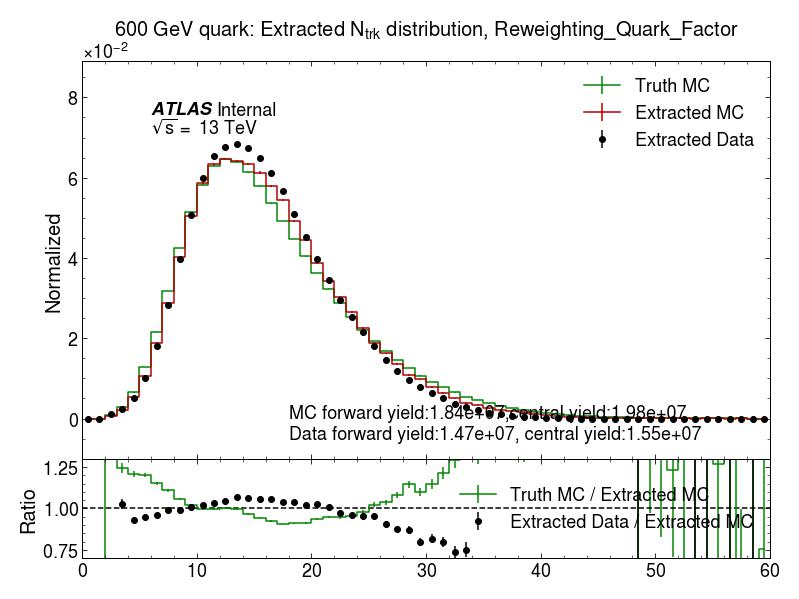 600 GeV quark: Extracted Ntrk distribution, Reweighting_Quark_Factor
×10−2
ATLAS Internal
√s = 13 TeV
Truth MC
Extracted MC
Extracted Data
Normalized
8
6
4
2
0
MC forward yield:1.84e+07,central yield:1.98e+07
Data forward yield:1.47e+07, central yield:1.55e+07
Ratio
1.25
1.00
0.75
Truth MC / Extracted MC
Extracted Data / Extracted MC
0 10 20 30 40 50 60